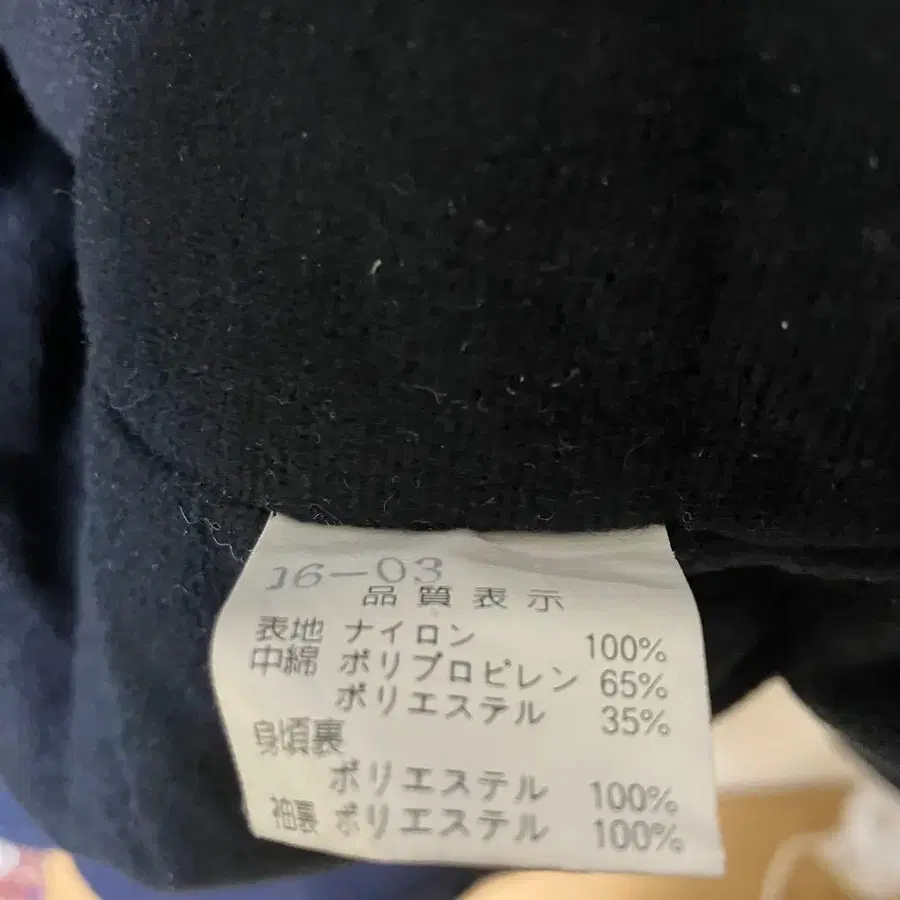 16-03
品質表示
表地 ナイロン 100%
中綿 ポリプロピレン 65%
ポリエステル 35%
身頃裏
ポリエステル 100%
袖裏 ポリエステル 100%